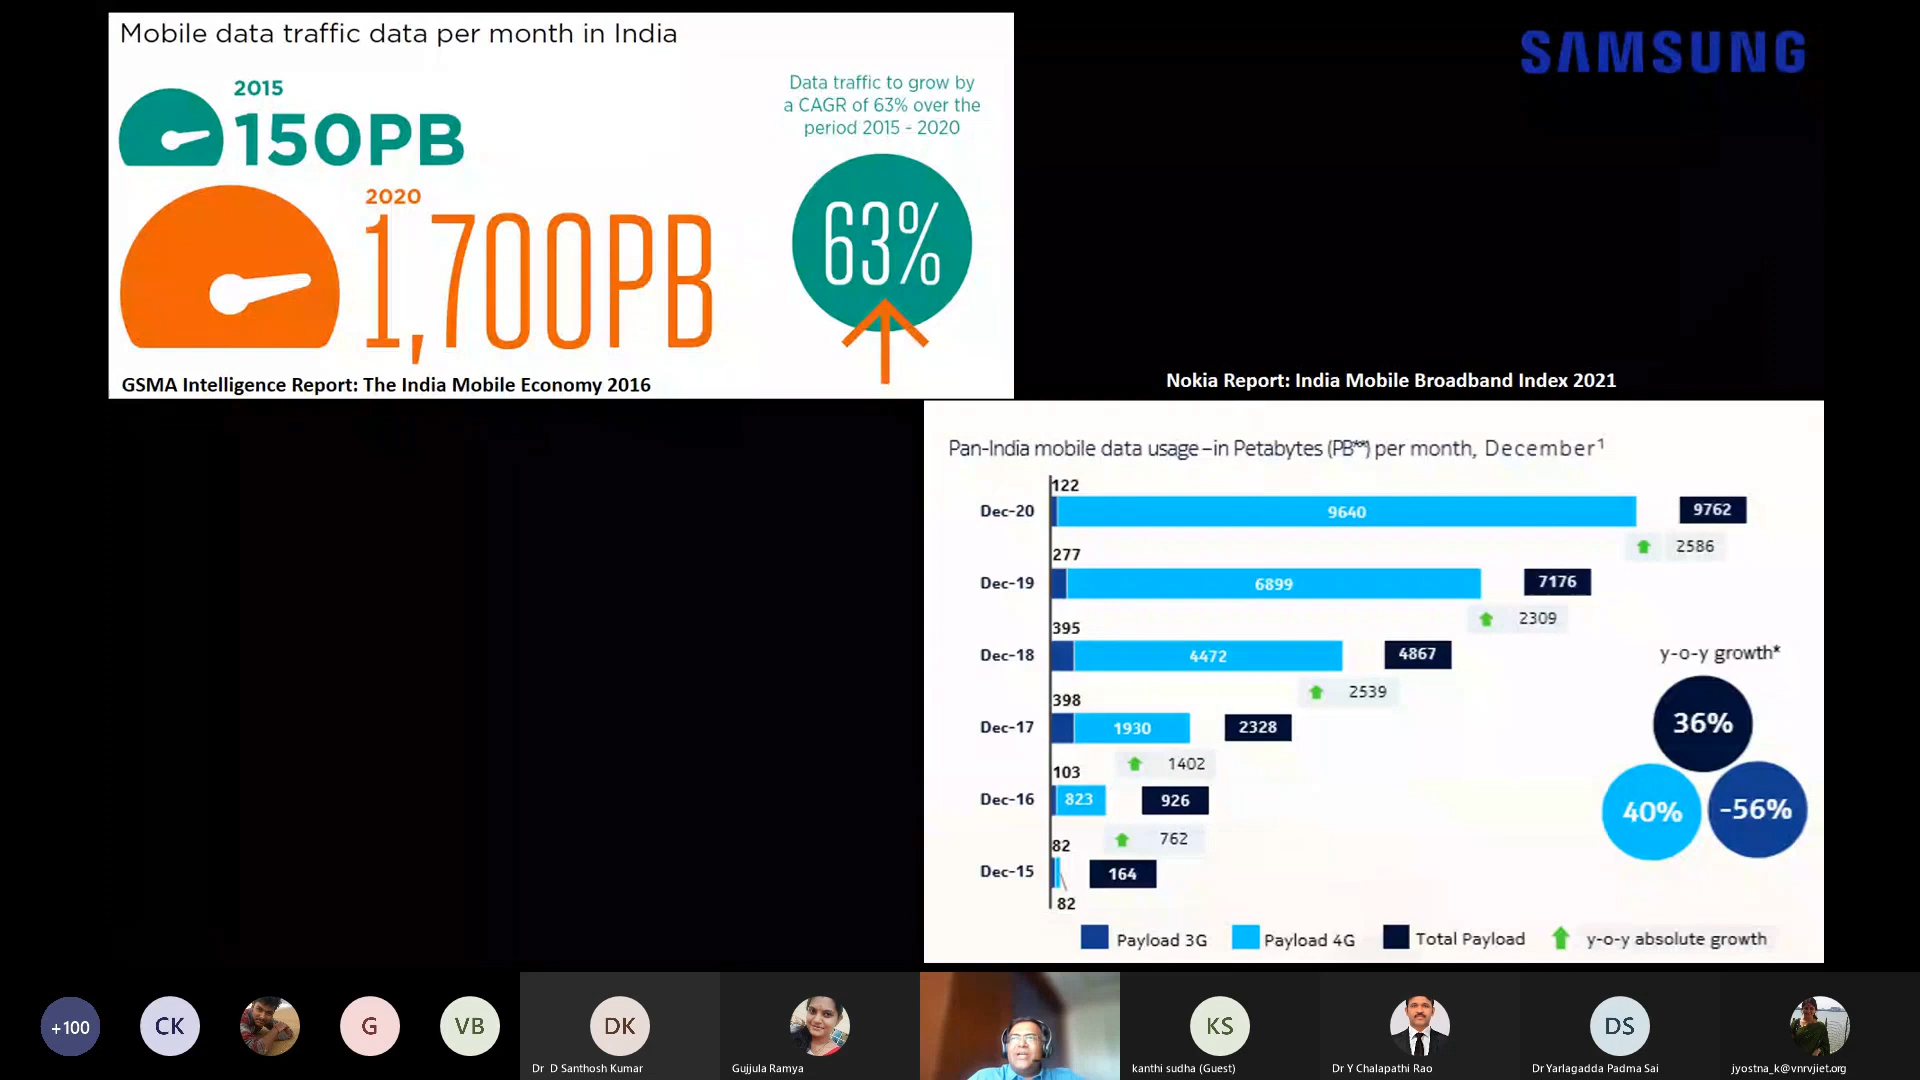 Mobile data traffic data per month in India
SAMSUNG
2015
150PB
Data traffic to grow by
a CAGR of 63% over the
period 2015 - 2020
2020
1,700PB
63%
GSMA Intelligence Report: The India Mobile Economy 2016
Nokia Report: India Mobile Broadband Index 2021
Pan-India mobile data usage–in Petabytes (PB**) per month, December¹
122
Dec-20 9640 9762
2586
277
Dec-19 6899 7176
2309
395
Dec-18 4472 4867
2539
y-o-y growth*
398
36%
Dec-17 1930 2328
1402
103
Dec-16 823 926
40% -56%
762
82
Dec-15 164
82
Payload 3G Payload 4G Total Payload y-o-y absolute growth
+100 CK G VB DK KS DS
Dr D Santhosh Kumar Gujjula Ramya kanthi sudha (Guest) Dr Y Chalapathi Rao Dr Yarlagadda Padma Sai jyostna_k@vnrvjiet.org